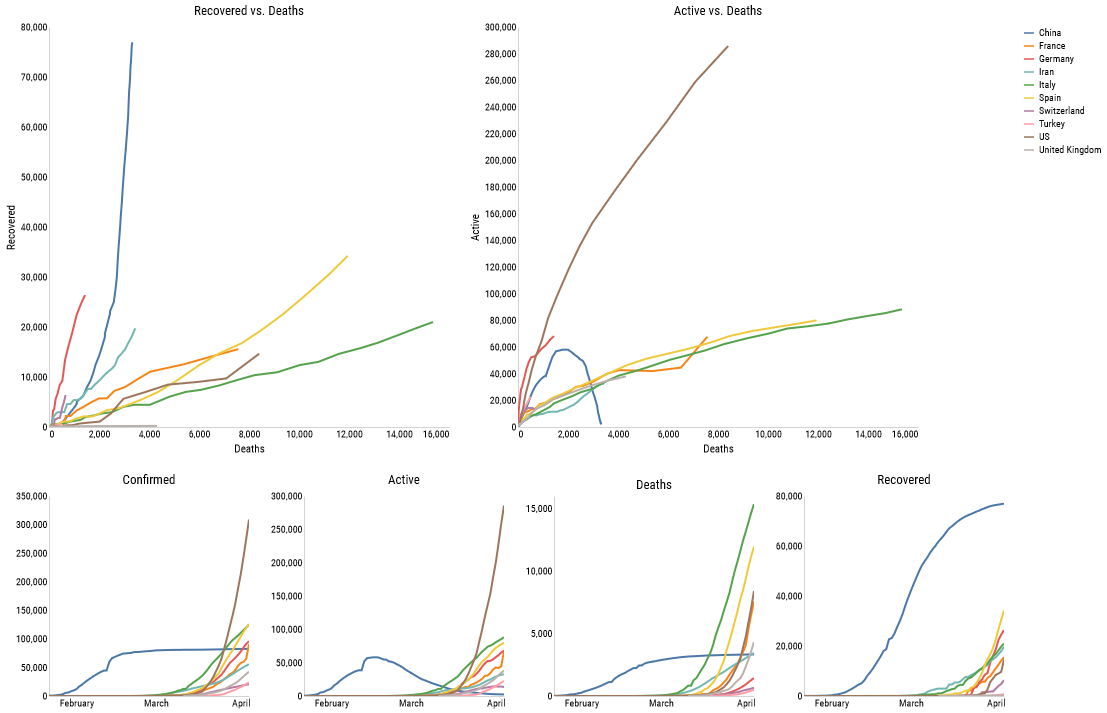 Recovered vs. Deaths
80,000
70,000
60,000
50,000
40,000
30,000
20,000
10,000
0
Recovered
0
2,000
4,000
6,000
8,000
10,000
12,000
14,000
16,000
Deaths
Active vs. Deaths
300,000
280,000
260,000
240,000
220,000
200,000
180,000
160,000
140,000
120,000
100,000
80,000
60,000
40,000
20,000
0
Active
0
2,000
4,000
6,000
8,000
10,000
12,000
14,000
16,000
Deaths
China
France
Germany
Iran
Italy
Spain
Switzerland
Turkey
US
United Kingdom
Confirmed
350,000
300,000
250,000
200,000
150,000
100,000
50,000
0
February
March
April
Active
300,000
250,000
200,000
150,000
100,000
50,000
0
February
March
April
Deaths
15,000
10,000
5,000
0
February
March
April
Recovered
80,000
60,000
40,000
20,000
0
February
March
April